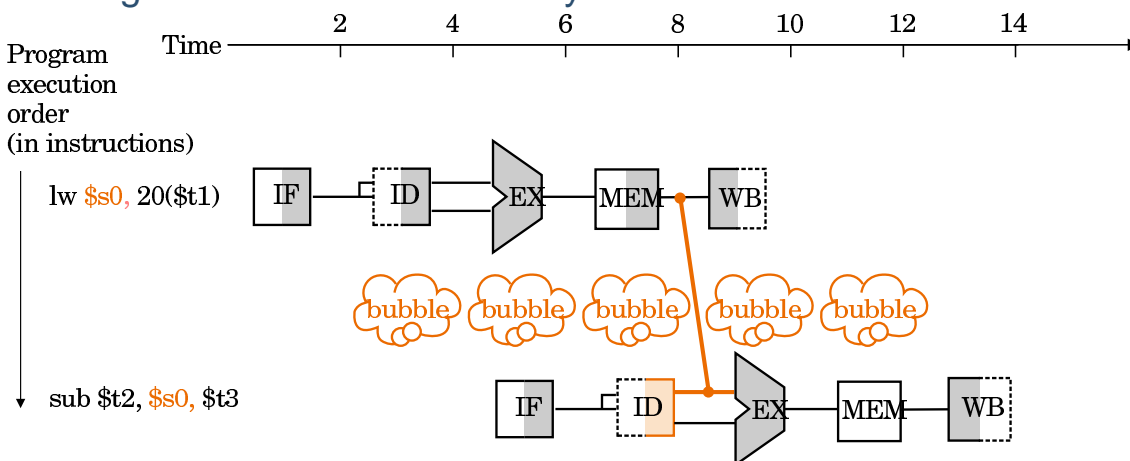 2 4 6 8 10 12 14
Time
Program
execution
order
(in instructions)
lw $s0, 20($t1)
IF ID EX MEM WB
bubble bubble bubble bubble bubble
sub $t2, $s0, $t3
IF ID EX MEM WB